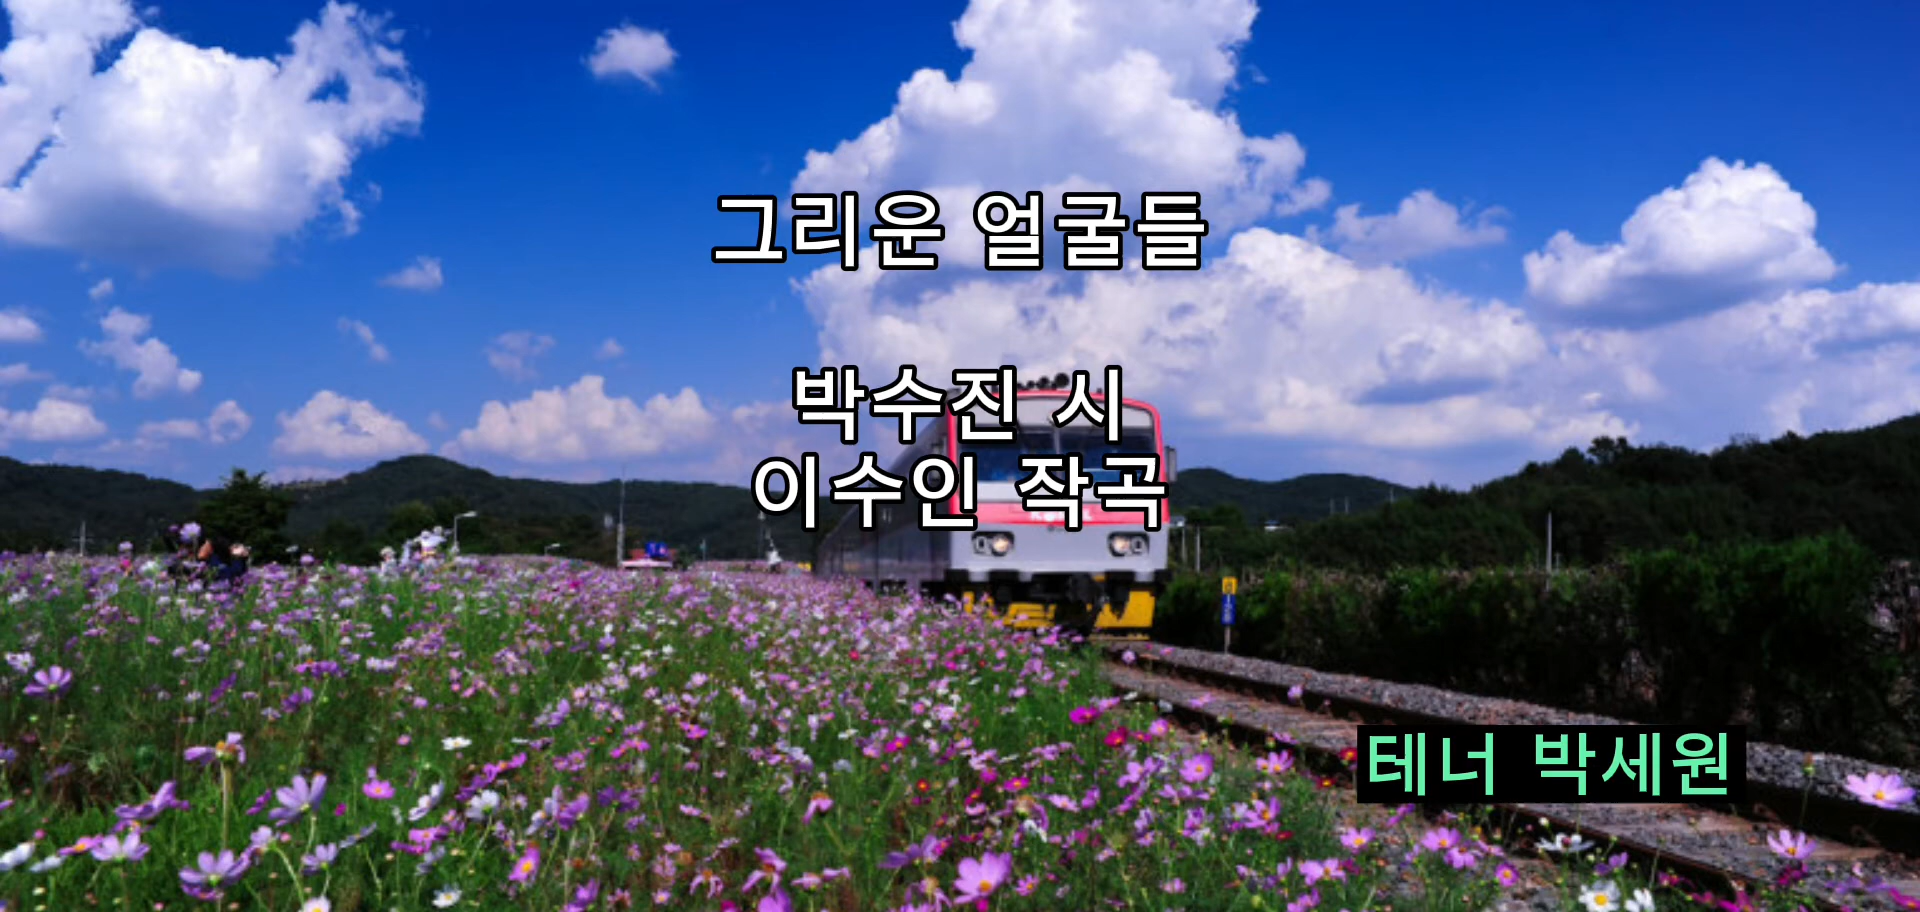 그리운 얼굴들
박수진 시
이수인 작곡
테너 박세원